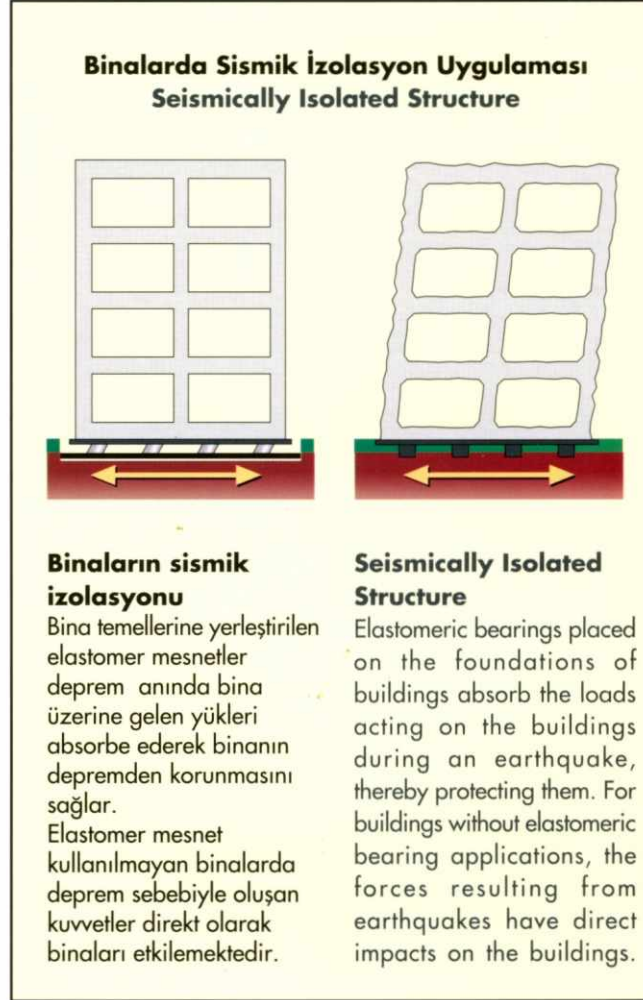 Binalarda Sismik İzolasyon Uygulaması
Seismically Isolated Structure
Binaların sismik
izolasyonu
Bina temellerine yerleştirilen
elastomer mesnetler
deprem anında bina
üzerine gelen yükleri
absorbe ederek binanın
depremden korunmasını
sağlar.
Elastomer mesnet
kullanılmayan binalarda
deprem sebebiyle oluşan
kuvvetler direkt olarak
binaları etkilemektedir.
Seismically Isolated
Structure
Elastomeric bearings placed
on the foundations of
buildings absorb the loads
acting on the buildings
during an earthquake,
thereby protecting them. For
buildings without elastomeric
bearing applications, the
forces resulting from
earthquakes have direct
impacts on the buildings.